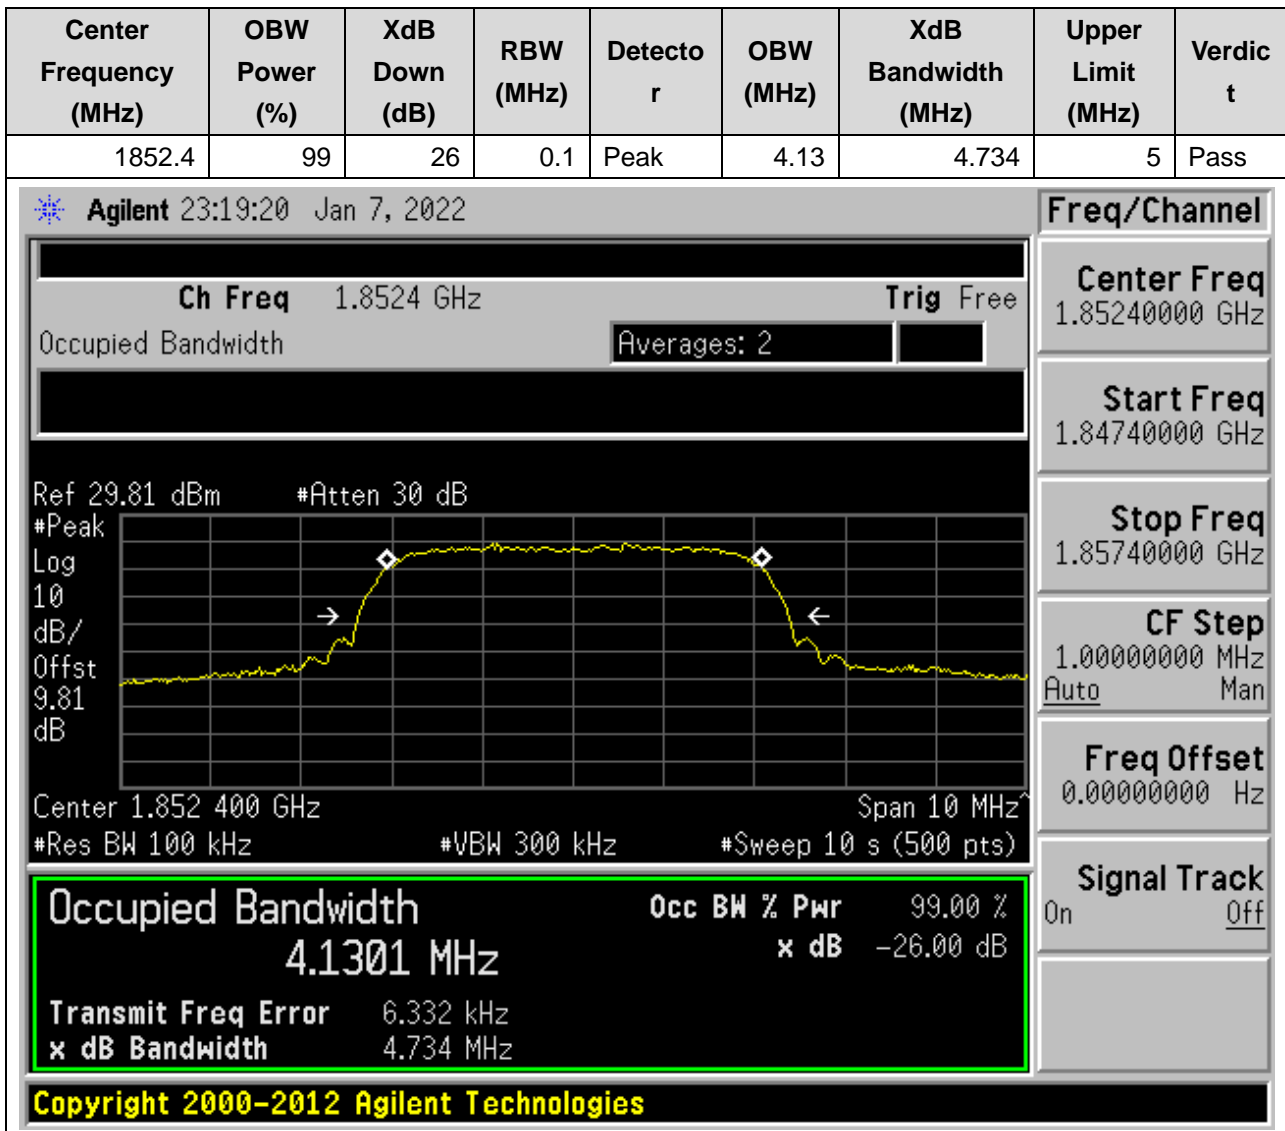 Center Frequency (MHz) OBW Power (%) XdB Down (dB) RBW (MHz) Detecto r OBW (MHz) XdB Bandwidth (MHz) Upper Limit (MHz) Verdic t
1852.4 99 26 0.1 Peak 4.13 4.734 5 Pass
Agilent 23:19:20 Jan 7, 2022
Freq/Channel
Ch Freq 1.8524 GHz Trig Free
Occupied Bandwidth Averages: 2
Ref 29.81 dBm #Atten 30 dB
#Peak
Log
10
dB/
Offst
9.81
dB
Center 1.852 400 GHz Span 10 MHz^
#Res BW 100 kHz #VBW 300 kHz #Sweep 10 s (500 pts)
Occupied Bandwidth Occ BW % Pwr 99.00 %
4.1301 MHz x dB -26.00 dB
Transmit Freq Error 6.332 kHz
x dB Bandwidth 4.734 MHz
Center Freq
1.85240000 GHz
Start Freq
1.84740000 GHz
Stop Freq
1.85740000 GHz
CF Step
1.00000000 MHz
Auto Man
Freq Offset
0.00000000 Hz
Signal Track
On Off
Copyright 2000-2012 Agilent Technologies